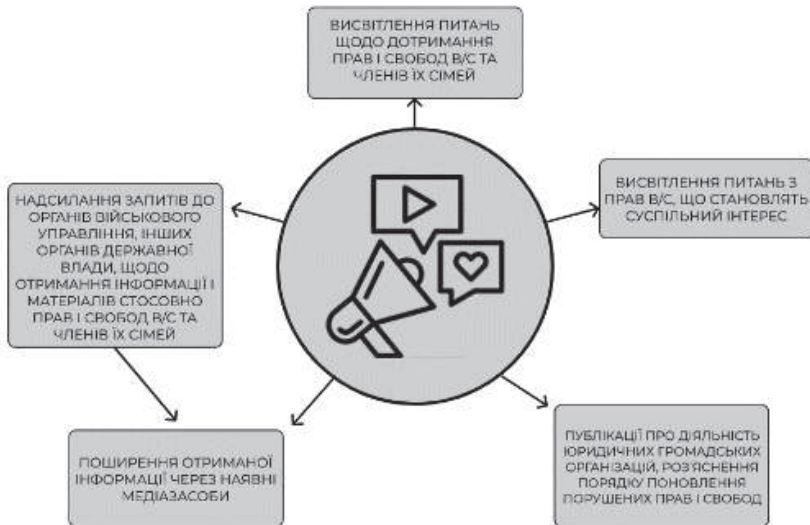 ВИСВІТЛЕННЯ ПИТАНЬ
ЩОДО ДОТРИМАННЯ
ПРАВ І СВОБОД В/С ТА
ЧЛЕНІВ ЇХ СІМЕЙ
НАДСИЛАННЯ ЗАПИТІВ ДО
ОРГАНІВ ВІЙСЬКОВОГО
УПРАВЛІННЯ, ІНШИХ
ОРГАНІВ ДЕРЖАВНОЇ
ВЛАДИ, ЩОДО
ОТРИМАННЯ ІНФОРМАЦІЇ І
МАТЕРІАЛІВ СТОСОВНО
ПРАВ І СВОБОД В/С ТА
ЧЛЕНІВ ЇХ СІМЕЙ
ВИСВІТЛЕННЯ ПИТАНЬ З
ПРАВ В/С, ЩО СТАНОВЛЯТЬ
СУСПІЛЬНИЙ ІНТЕРЕС
ПОШИРЕННЯ ОТРИМАНОЇ
ІНФОРМАЦІЇ ЧЕРЕЗ НАЯВНІ
МЕДІАЗАСОБИ
ПУБЛІКАЦІЇ ПРО ДІЯЛЬНІСТЬ
ЮРИДИЧНИХ ГРОМАДСЬКИХ
ОРГАНІЗАЦІЙ, РОЗ'ЯСНЕННЯ
ПОРЯДКУ ПОНОВЛЕННЯ
ПОРУШЕНИХ ПРАВ І СВОБОД